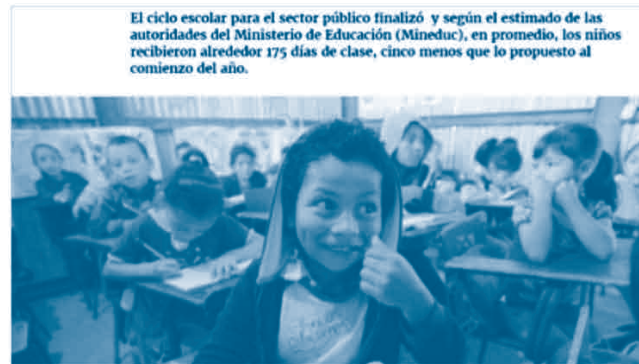 El ciclo escolar para el sector público finalizó y según el estimado de las
autoridades del Ministerio de Educación (Mineduc), en promedio, los niños
recibieron alrededor 175 días de clase, cinco menos que lo propuesto al
comienzo del año.